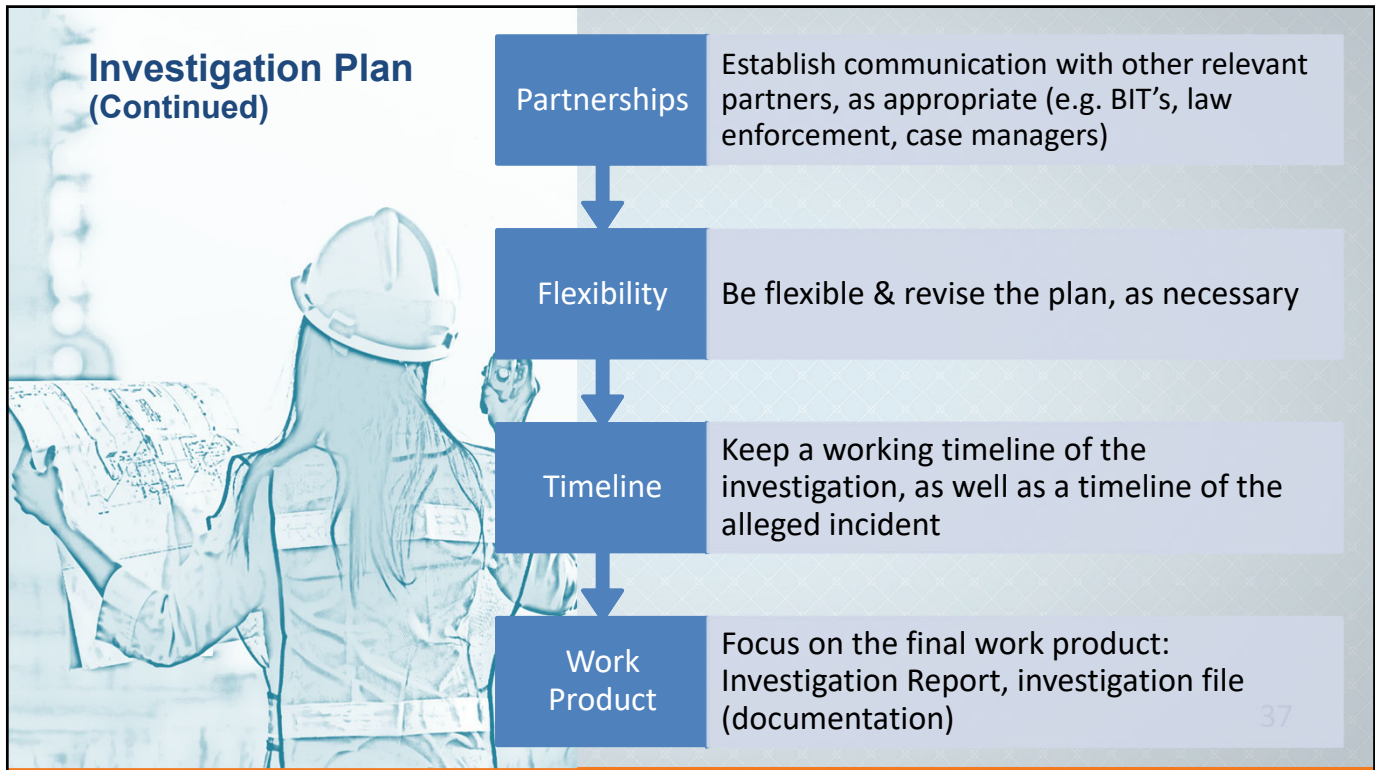 Investigation Plan
(Continued)
Partnerships
Establish communication with other relevant
partners, as appropriate (e.g. BIT’s, law
enforcement, case managers)
Flexibility
Be flexible & revise the plan, as necessary
Timeline
Keep a working timeline of the
investigation, as well as a timeline of the
alleged incident
Work
Product
Focus on the final work product:
Investigation Report, investigation file
(documentation)
37